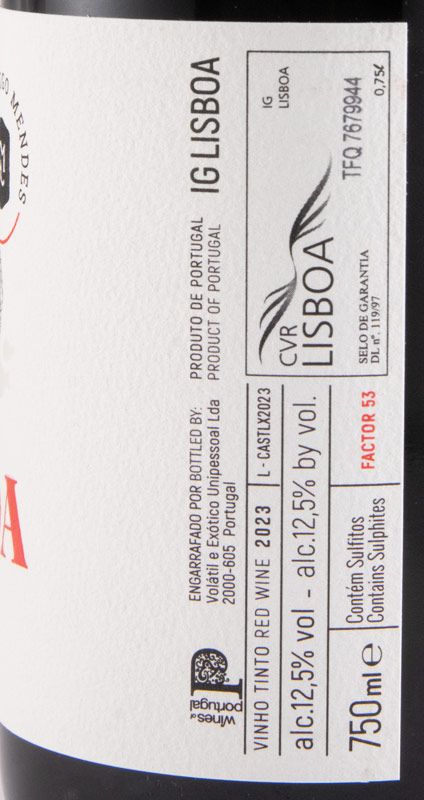 MENDES
ENGARRAFADO POR BOTTLED BY:
Volátil e Exótico Unipessoal Lda
2000-605 Portugal
PRODUTO DE PORTUGAL
PRODUCT OF PORTUGAL
IG LISBOA
wines of
portugal
VINHO TINTO RED WINE 2023
L - CASTLX2023
alc.12,5% vol - alc.12,5% by vol.
750 ml e
Contém Sulfitos
Contains Sulphites
FACTOR 53
IG
LISBOA
CVR
LISBOA
TFQ 7679944
SELO DE GARANTIA
DL nº. 119/97
0,75ℓ